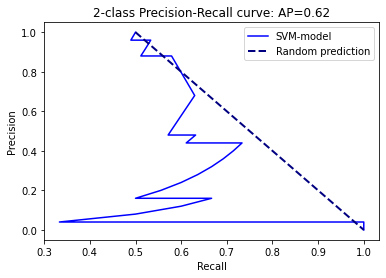 2-class Precision-Recall curve: AP=0.62
SVM-model
Random prediction
Precision
1.0
0.8
0.6
0.4
0.2
0.0
0.3
0.4
0.5
0.6
0.7
0.8
0.9
1.0
Recall